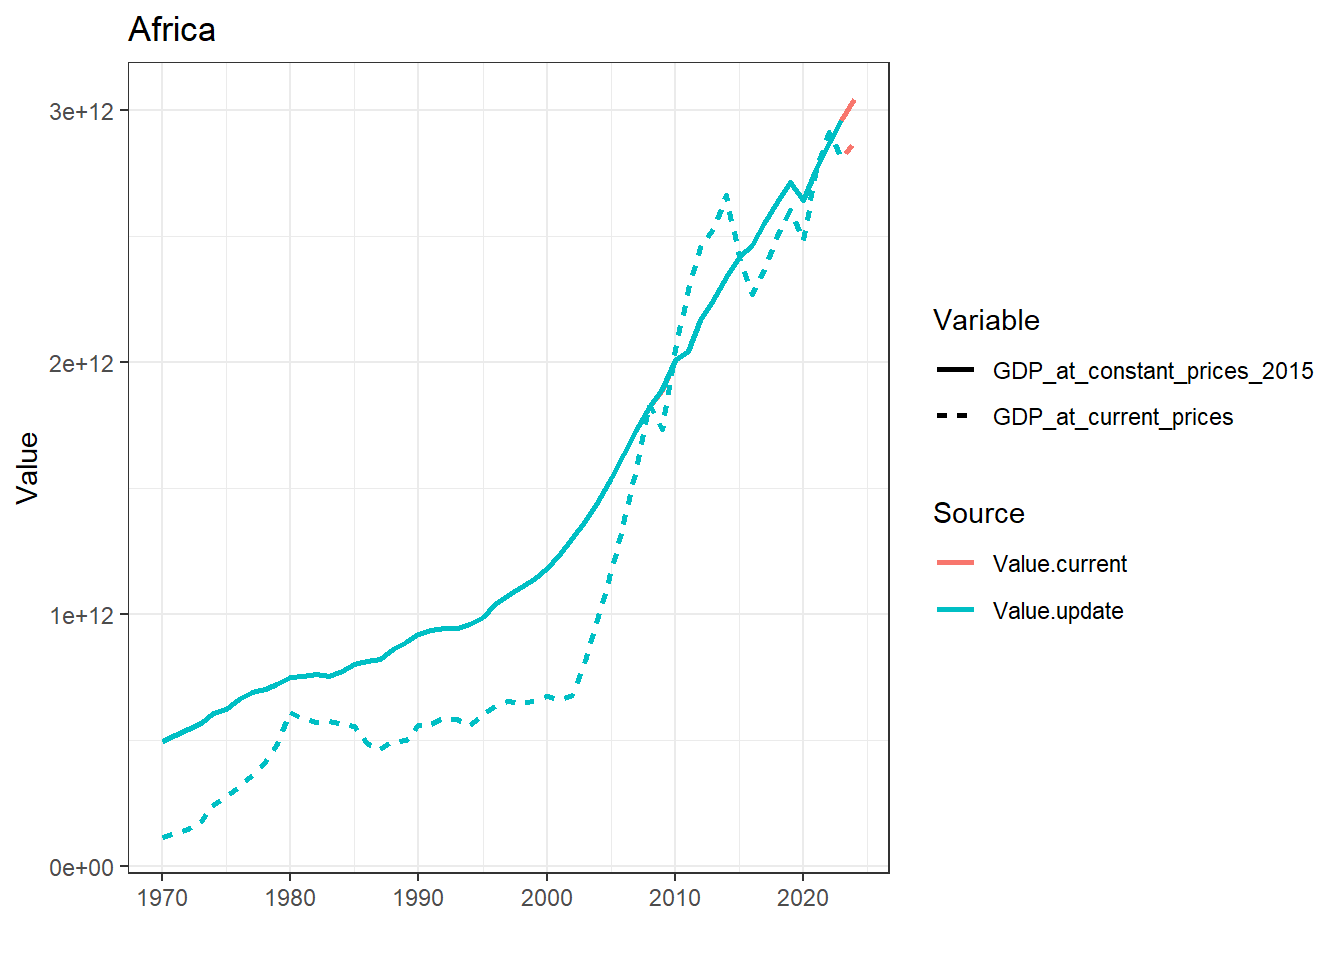 Africa
3e+12
2e+12
1e+12
0e+00
Value
1970 1980 1990 2000 2010 2020
Variable
GDP_at_constant_prices_2015
GDP_at_current_prices
Source
Value.current
Value.update